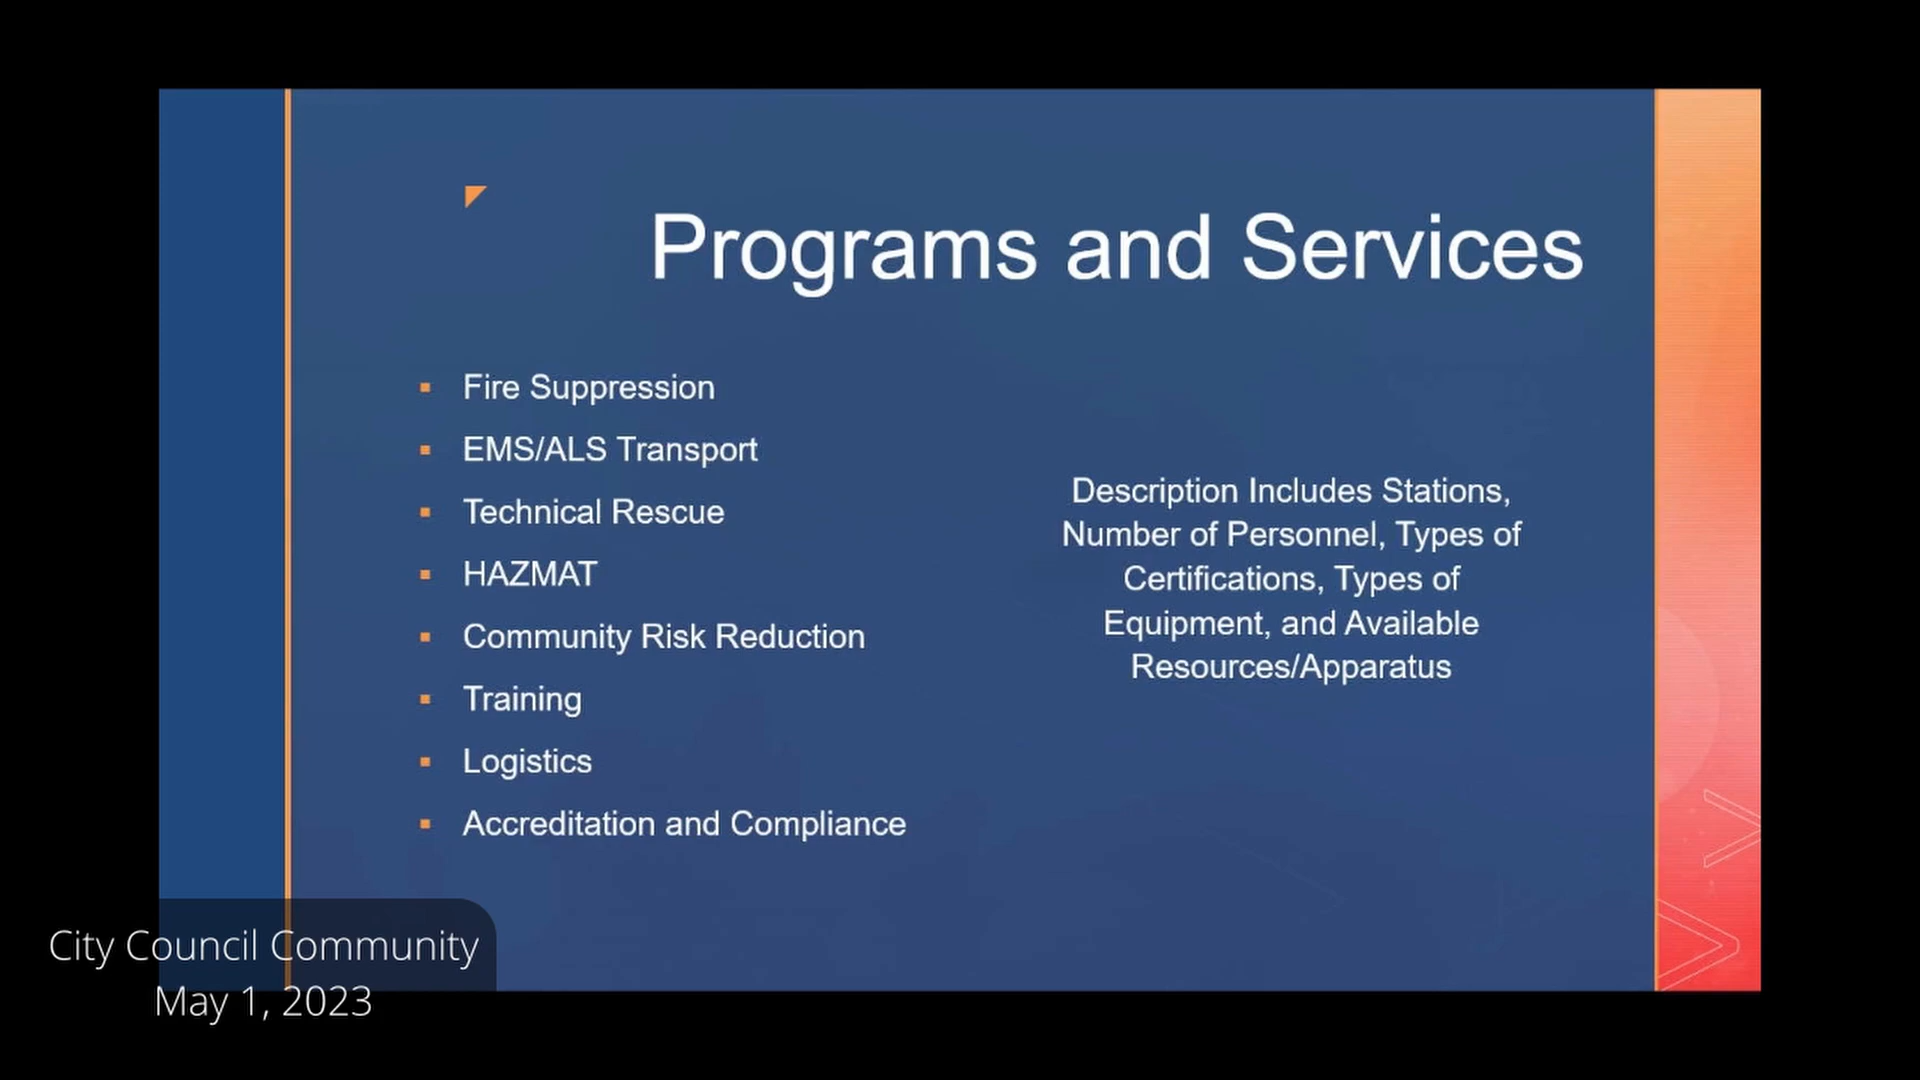 Programs and Services
Fire Suppression
EMS/ALS Transport
Technical Rescue
HAZMAT
Community Risk Reduction
Training
Logistics
Accreditation and Compliance
Description Includes Stations,
Number of Personnel, Types of
Certifications, Types of
Equipment, and Available
Resources/Apparatus
City Council Community
May 1, 2023